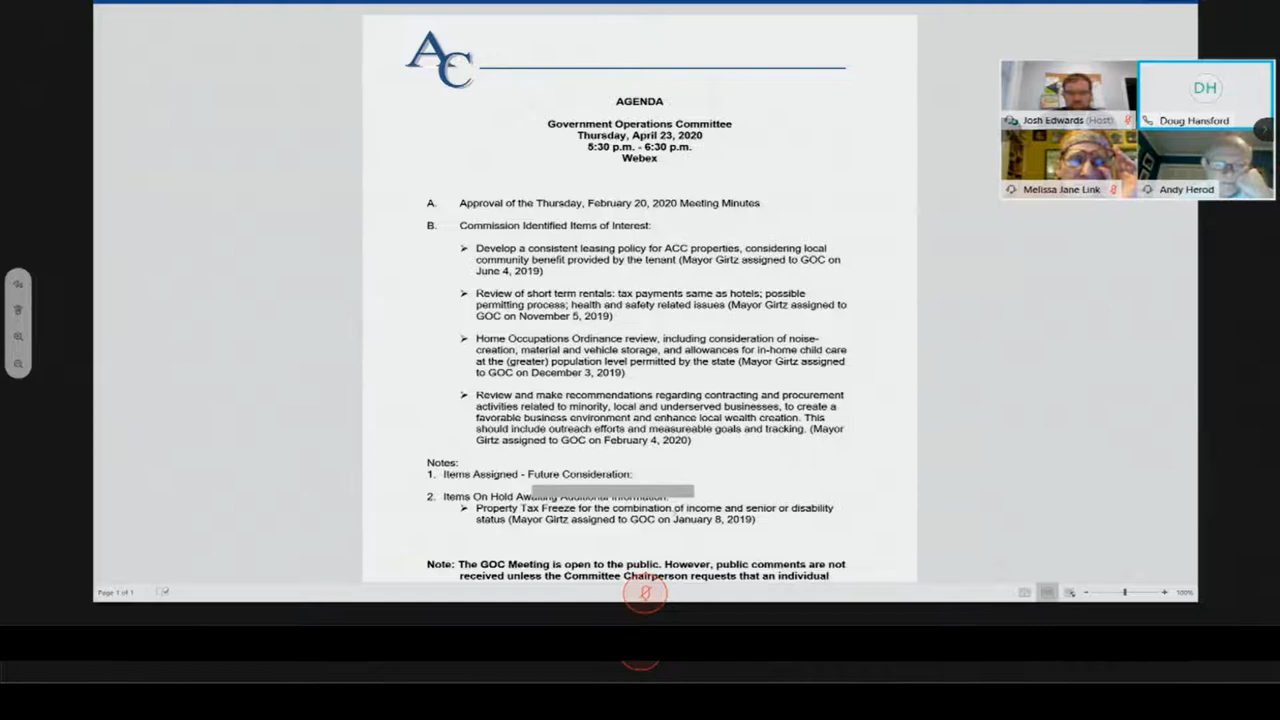 AC
AGENDA
Government Operations Committee
Thursday, April 23, 2020
5:30 p.m. - 6:30 p.m.
Webex
A. Approval of the Thursday, February 20, 2020 Meeting Minutes
B. Commission Identified Items of Interest:
➢ Develop a consistent leasing policy for ACC properties, considering local
community benefit provided by the tenant (Mayor Girtz assigned to GOC on
June 4, 2019)
➢ Review of short term rentals: tax payments same as hotels; possible
permitting process; health and safety related issues (Mayor Girtz assigned to
GOC on November 5, 2019)
➢ Home Occupations Ordinance review, including consideration of noise-
creation, material and vehicle storage, and allowances for in-home child care
at the (greater) population level permitted by the state (Mayor Girtz assigned
to GOC on December 3, 2019)
➢ Review and make recommendations regarding contracting and procurement
activities related to minority, local and underserved businesses, to create a
favorable business environment and enhance local wealth creation. This
should include outreach efforts and measureable goals and tracking. (Mayor
Girtz assigned to GOC on February 4, 2020)
Notes:
1. Items Assigned - Future Consideration:
2. Items On Hold Awaiting Additional Information:
➢ Property Tax Freeze for the combination of income and senior or disability
status (Mayor Girtz assigned to GOC on January 8, 2019)
Note: The GOC Meeting is open to the public. However, public comments are not
received unless the Committee Chairperson requests that an individual
Page 1 of 1
100%
DH
Josh Edwards (Host)
Doug Hansford
Melissa Jane Link
Andy Herod